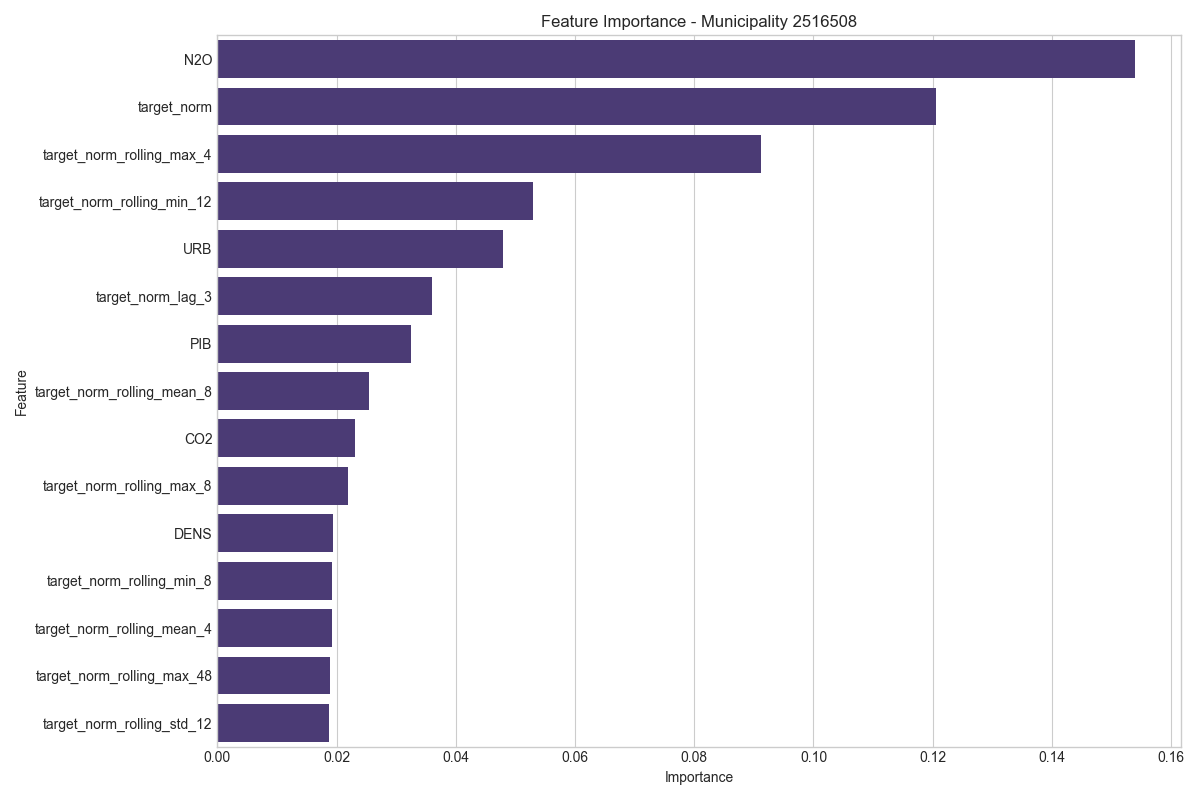 Feature Importance - Municipality 2516508
N2O
target_norm
target_norm_rolling_max_4
target_norm_rolling_min_12
URB
target_norm_lag_3
PIB
target_norm_rolling_mean_8
CO2
target_norm_rolling_max_8
DENS
target_norm_rolling_min_8
target_norm_rolling_mean_4
target_norm_rolling_max_48
target_norm_rolling_std_12
Feature
0.00 0.02 0.04 0.06 0.08 0.10 0.12 0.14 0.16
Importance